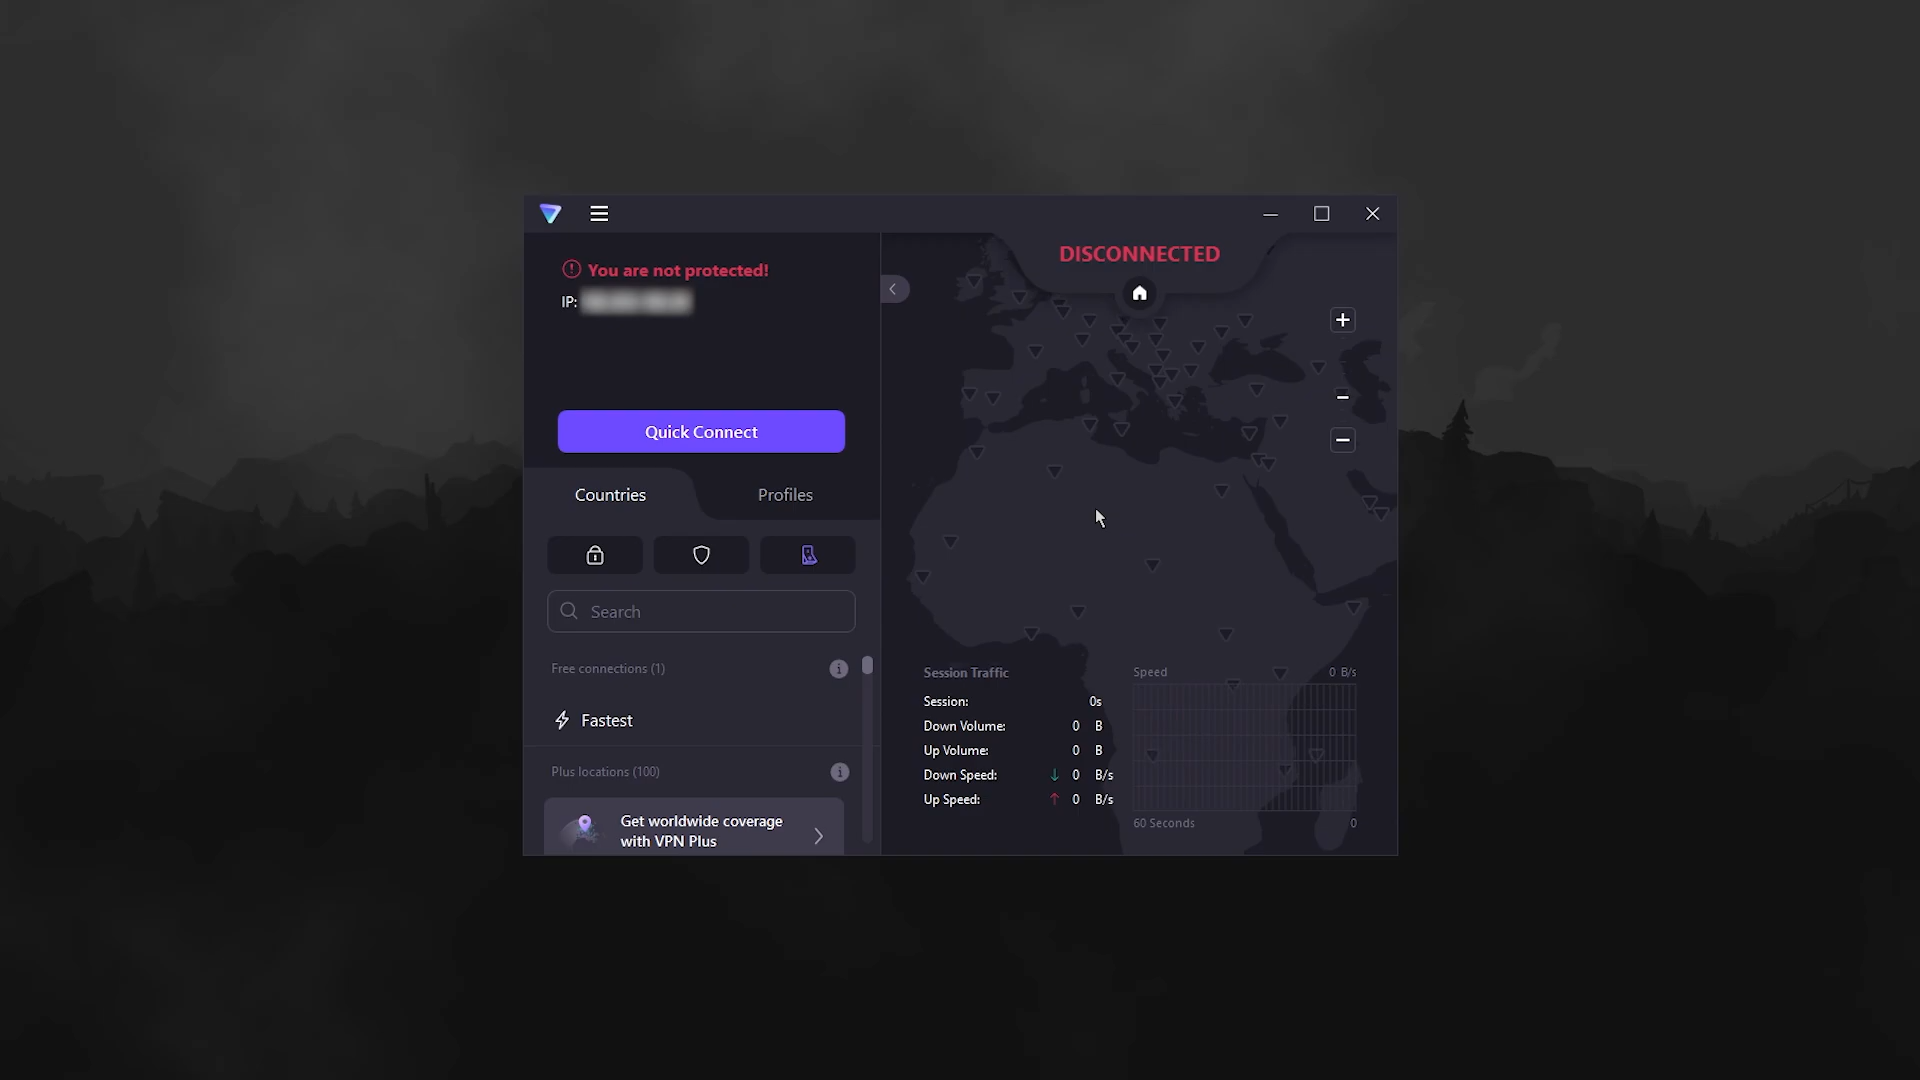 You are not protected!
IP:
Quick Connect
Countries
Profiles
Search
Free connections (1)
Fastest
Plus locations (100)
Get worldwide coverage
with VPN Plus
DISCONNECTED
Session Traffic
Session: 0s
Down Volume: 0 B
Up Volume: 0 B
Down Speed: ↓ 0 B/s
Up Speed: ↑ 0 B/s
Speed 0 B/s
60 Seconds 0